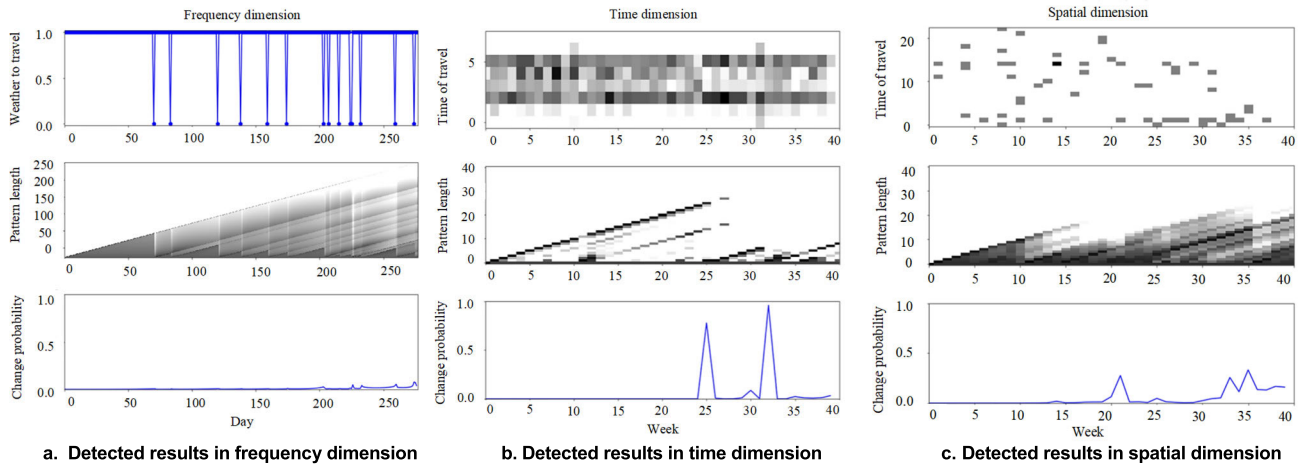 Frequency dimension
Weather to travel
1.0
0.5
0.0
0 50 100 150 200 250
Pattern length
250
200
150
100
50
0
0 50 100 150 200 250
Change probability
1.0
0.5
0.0
0 50 100 150 200 250
Day
a. Detected results in frequency dimension
Time dimension
Time of travel
5
0
0 5 10 15 20 25 30 35 40
Pattern length
40
30
20
10
0
0 5 10 15 20 25 30 35 40
Change probability
1.0
0.5
0.0
0 5 10 15 20 25 30 35 40
Week
b. Detected results in time dimension
Spatial dimension
Time of travel
20
10
0
0 5 10 15 20 25 30 35 40
Pattern length
40
30
20
10
0
0 5 10 15 20 25 30 35 40
Change probability
1.0
0.5
0.0
0 5 10 15 20 25 30 35 40
Week
c. Detected results in spatial dimension